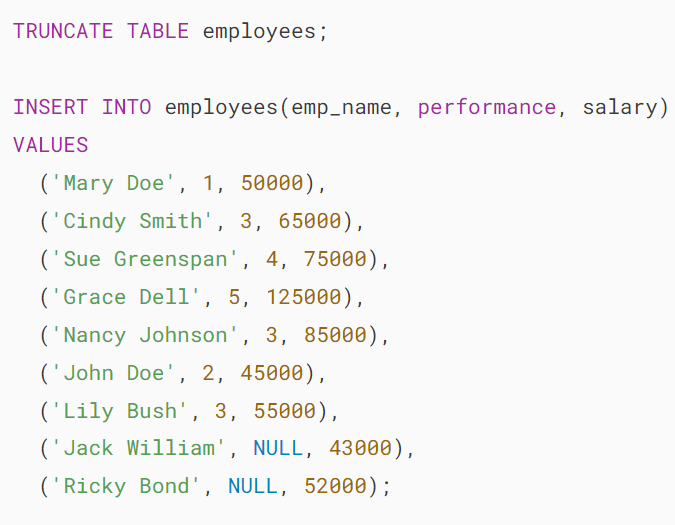 TRUNCATE TABLE employees;
INSERT INTO employees(emp_name, performance, salary)
VALUES
('Mary Doe', 1, 50000),
('Cindy Smith', 3, 65000),
('Sue Greenspan', 4, 75000),
('Grace Dell', 5, 125000),
('Nancy Johnson', 3, 85000),
('John Doe', 2, 45000),
('Lily Bush', 3, 55000),
('Jack William', NULL, 43000),
('Ricky Bond', NULL, 52000);